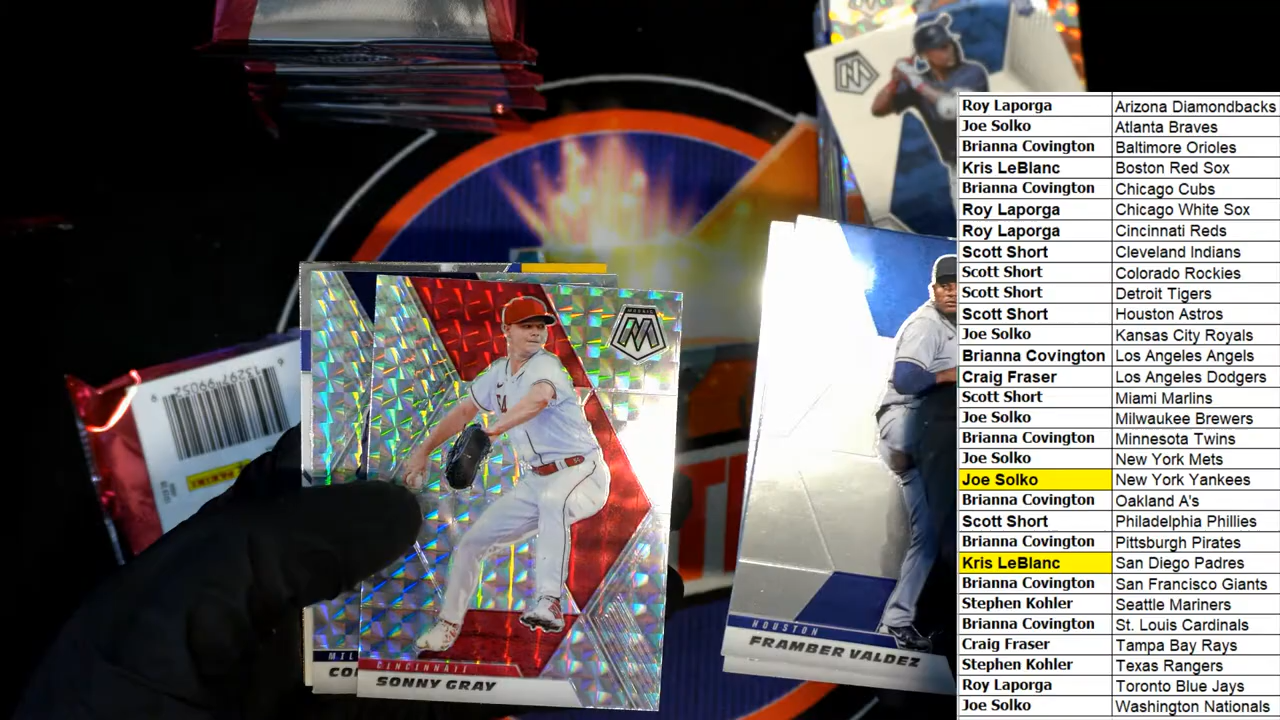 Roy Laporga Arizona Diamondbacks
Joe Solko Atlanta Braves
Brianna Covington Baltimore Orioles
Kris LeBlanc Boston Red Sox
Brianna Covington Chicago Cubs
Roy Laporga Chicago White Sox
Roy Laporga Cincinnati Reds
Scott Short Cleveland Indians
Scott Short Colorado Rockies
Scott Short Detroit Tigers
Scott Short Houston Astros
Joe Solko Kansas City Royals
Brianna Covington Los Angeles Angels
Craig Fraser Los Angeles Dodgers
Scott Short Miami Marlins
Joe Solko Milwaukee Brewers
Brianna Covington Minnesota Twins
Joe Solko New York Mets
Joe Solko New York Yankees
Brianna Covington Oakland A's
Scott Short Philadelphia Phillies
Brianna Covington Pittsburgh Pirates
Kris LeBlanc San Diego Padres
Brianna Covington San Francisco Giants
Stephen Kohler Seattle Mariners
Brianna Covington St. Louis Cardinals
Craig Fraser Tampa Bay Rays
Stephen Kohler Texas Rangers
Roy Laporga Toronto Blue Jays
Joe Solko Washington Nationals
MOSAIC
CINCINNATI
SONNY GRAY
MIL
CO
HOUSTON
FRAMBER VALDEZ
PANINI